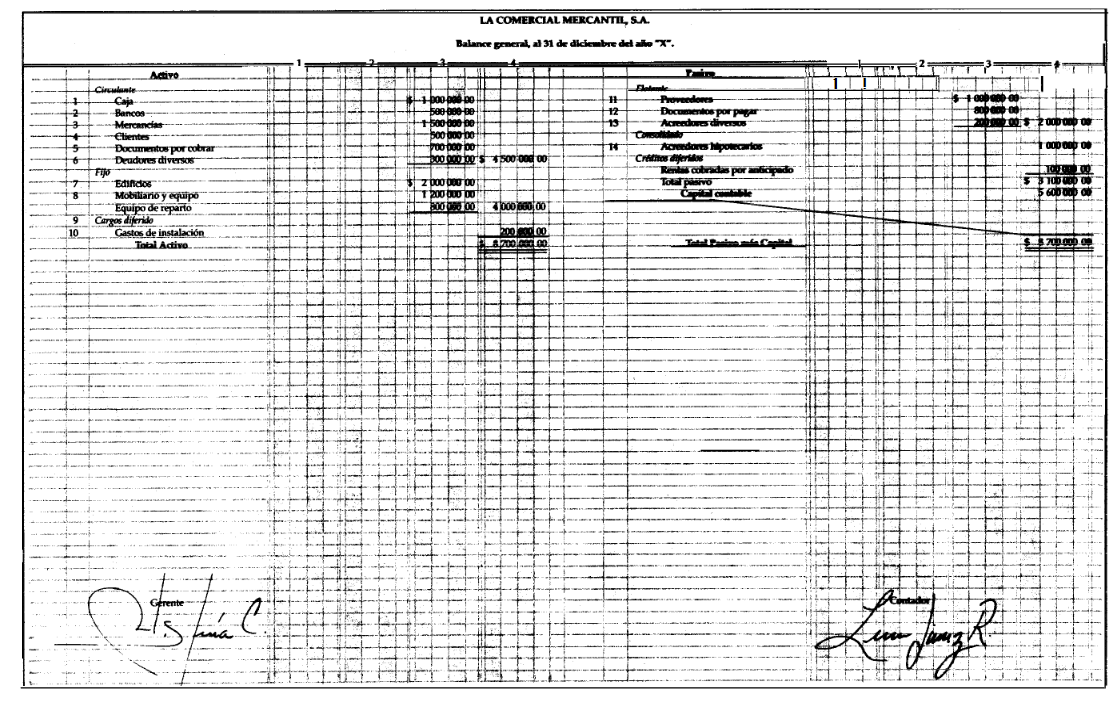 LA COMERCIAL MERCANTIL, S.A.
Balance general, al 31 de diciembre del año "X".
1 2 3 4 1 2 3 4
Activo
Circulante
1 Caja $ 1 000 000 00
2 Bancos 500 000 00
3 Mercancías 1 500 000 00
4 Clientes 500 000 00
5 Documentos por cobrar 700 000 00
6 Deudores diversos 300 000 00 $ 4 500 000 00
Fijo
7 Edificios $ 2 000 000 00
8 Mobiliario y equipo 1 200 000 00
Equipo de reparto 800 000 00 4 000 000 00
9 Cargos diferido
10 Gastos de instalación 200 000 00
Total Activo $ 8 700 000 00
Pasivo
Flotante
11 Proveedores $ 1 000 000 00
12 Documentos por pagar 800 000 00
13 Acreedores diversos 200 000 00 $ 2 000 000 00
Consolidado
14 Acreedores hipotecarios 1 000 000 00
Créditos diferidos
Rentas cobradas por anticipado 100 000 00
Total pasivo $ 3 100 000 00
Capital contable 5 600 000 00
Total Pasivo más Capital $ 8 700 000 00
Gerente
Contador